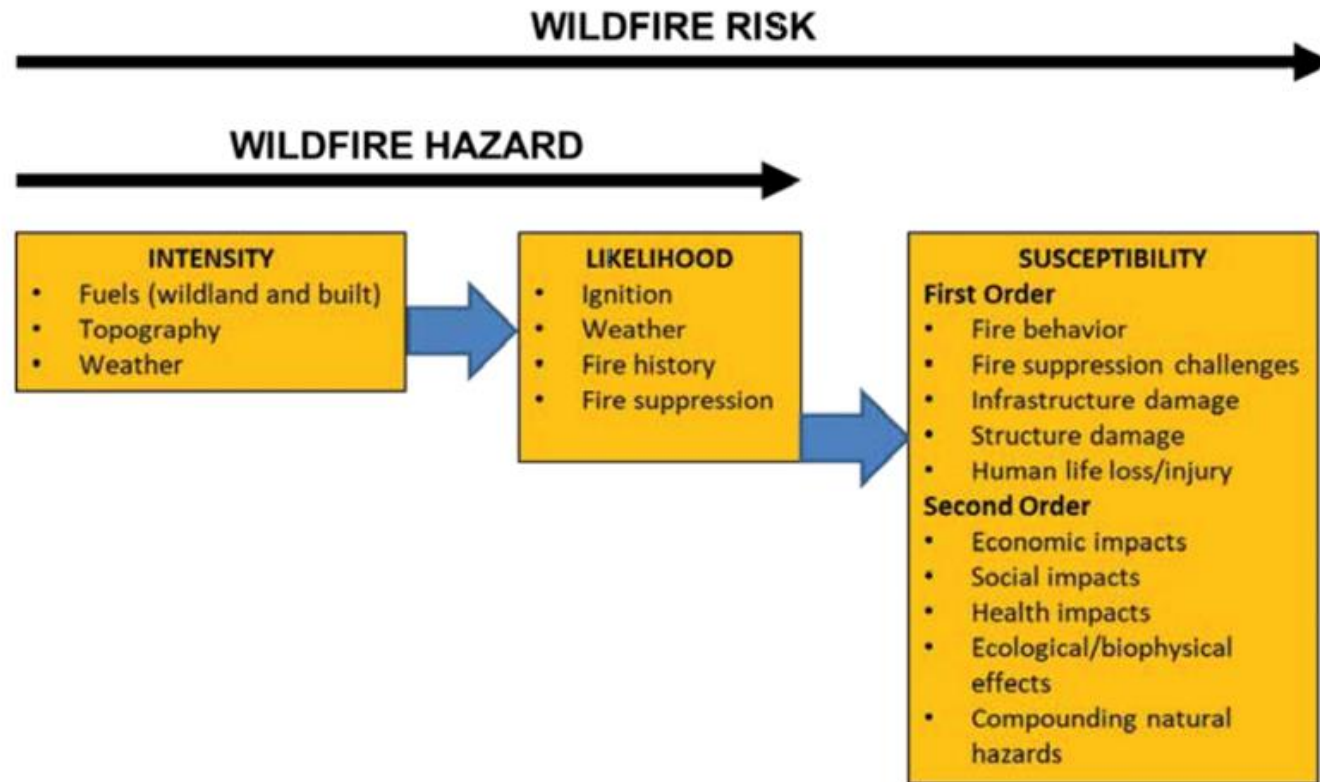 WILDFIRE RISK
WILDFIRE HAZARD
INTENSITY
• Fuels (wildland and built)
• Topography
• Weather
LIKELIHOOD
• Ignition
• Weather
• Fire history
• Fire suppression
SUSCEPTIBILITY
First Order
• Fire behavior
• Fire suppression challenges
• Infrastructure damage
• Structure damage
• Human life loss/injury
Second Order
• Economic impacts
• Social impacts
• Health impacts
• Ecological/biophysical
effects
• Compounding natural
hazards